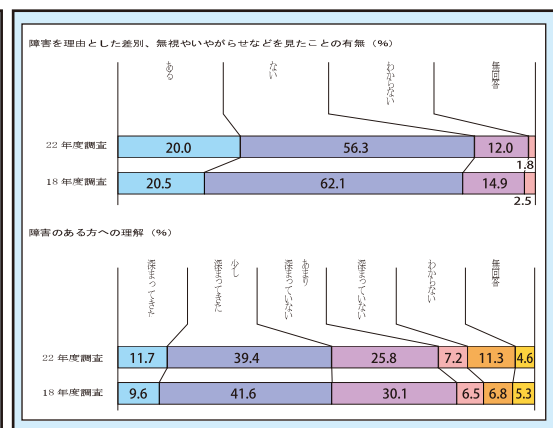 障害を理由とした差別、無視やいやがらせなどを見たことの有無（%）
ある
ない
わからない
無回答
22 年度調査
20.0
56.3
12.0
1.8
18 年度調査
20.5
62.1
14.9
2.5
障害のある方への理解（%）
深まってきた
少し
深まってきた
あまり
深まっていない
深まっていない
わからない
無回答
22 年度調査
11.7
39.4
25.8
7.2
11.3
4.6
18 年度調査
9.6
41.6
30.1
6.5
6.8
5.3